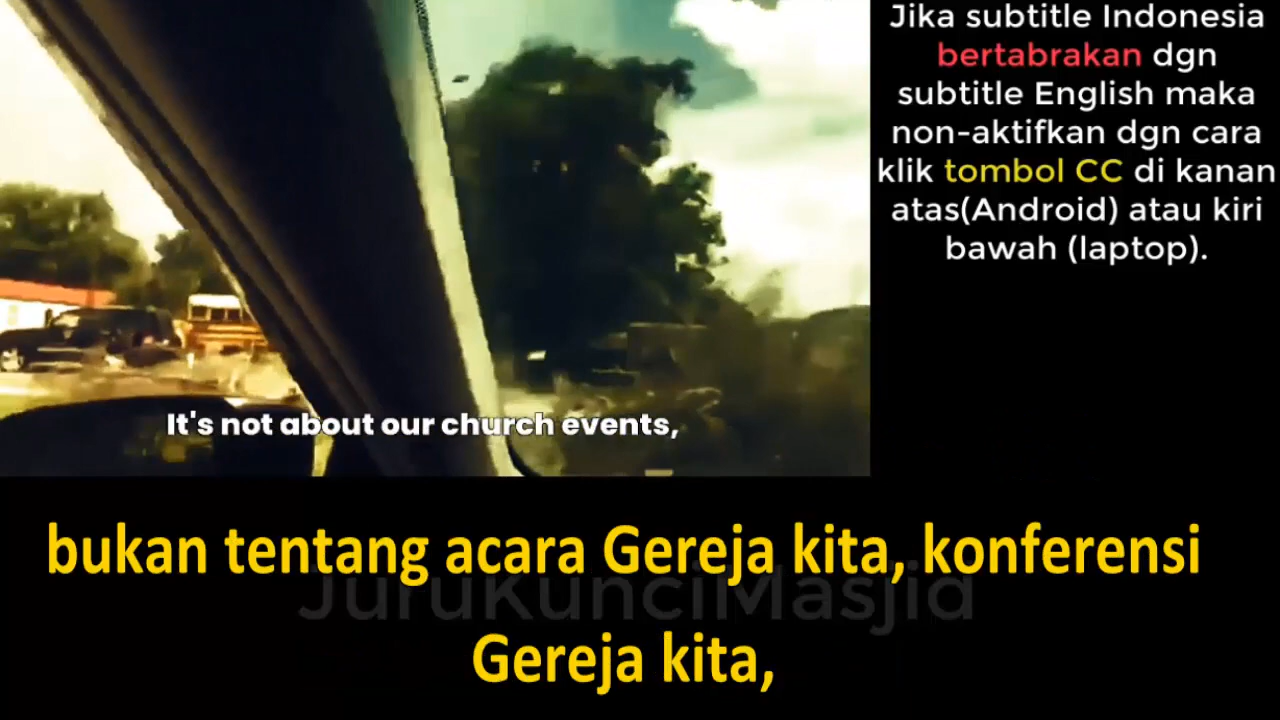 Jika subtitle Indonesia
bertabrakan dgn
subtitle English maka
non-aktifkan dgn cara
klik tombol CC di kanan
atas(Android) atau kiri
bawah (laptop).
It's not about our church events,
bukan tentang acara Gereja kita, konferensi
JuruKunciMasjid
Gereja kita,